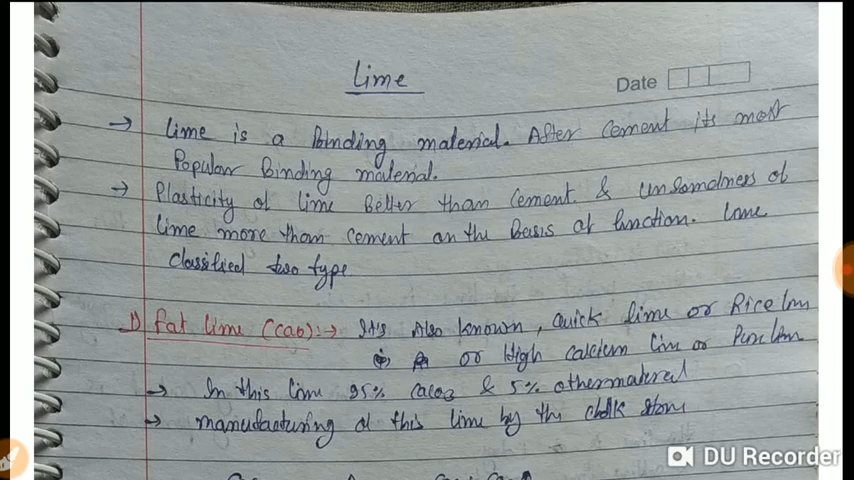 Lime
Date
→ Lime is a Binding material. After cement its most
Popular Binding material.
→ Plasticity of lime Better than cement & unsoundness of
lime more than cement on the Basis of function. Lime
classified two type
1) Fat lime (CaO):→ It's Also known, quick lime or Rice lim
or High calcium lim or Pure lim
→ In this lime 95% CaCO3 & 5% other material
→ manufacturing of this lime by the chalk stone
DU Recorder